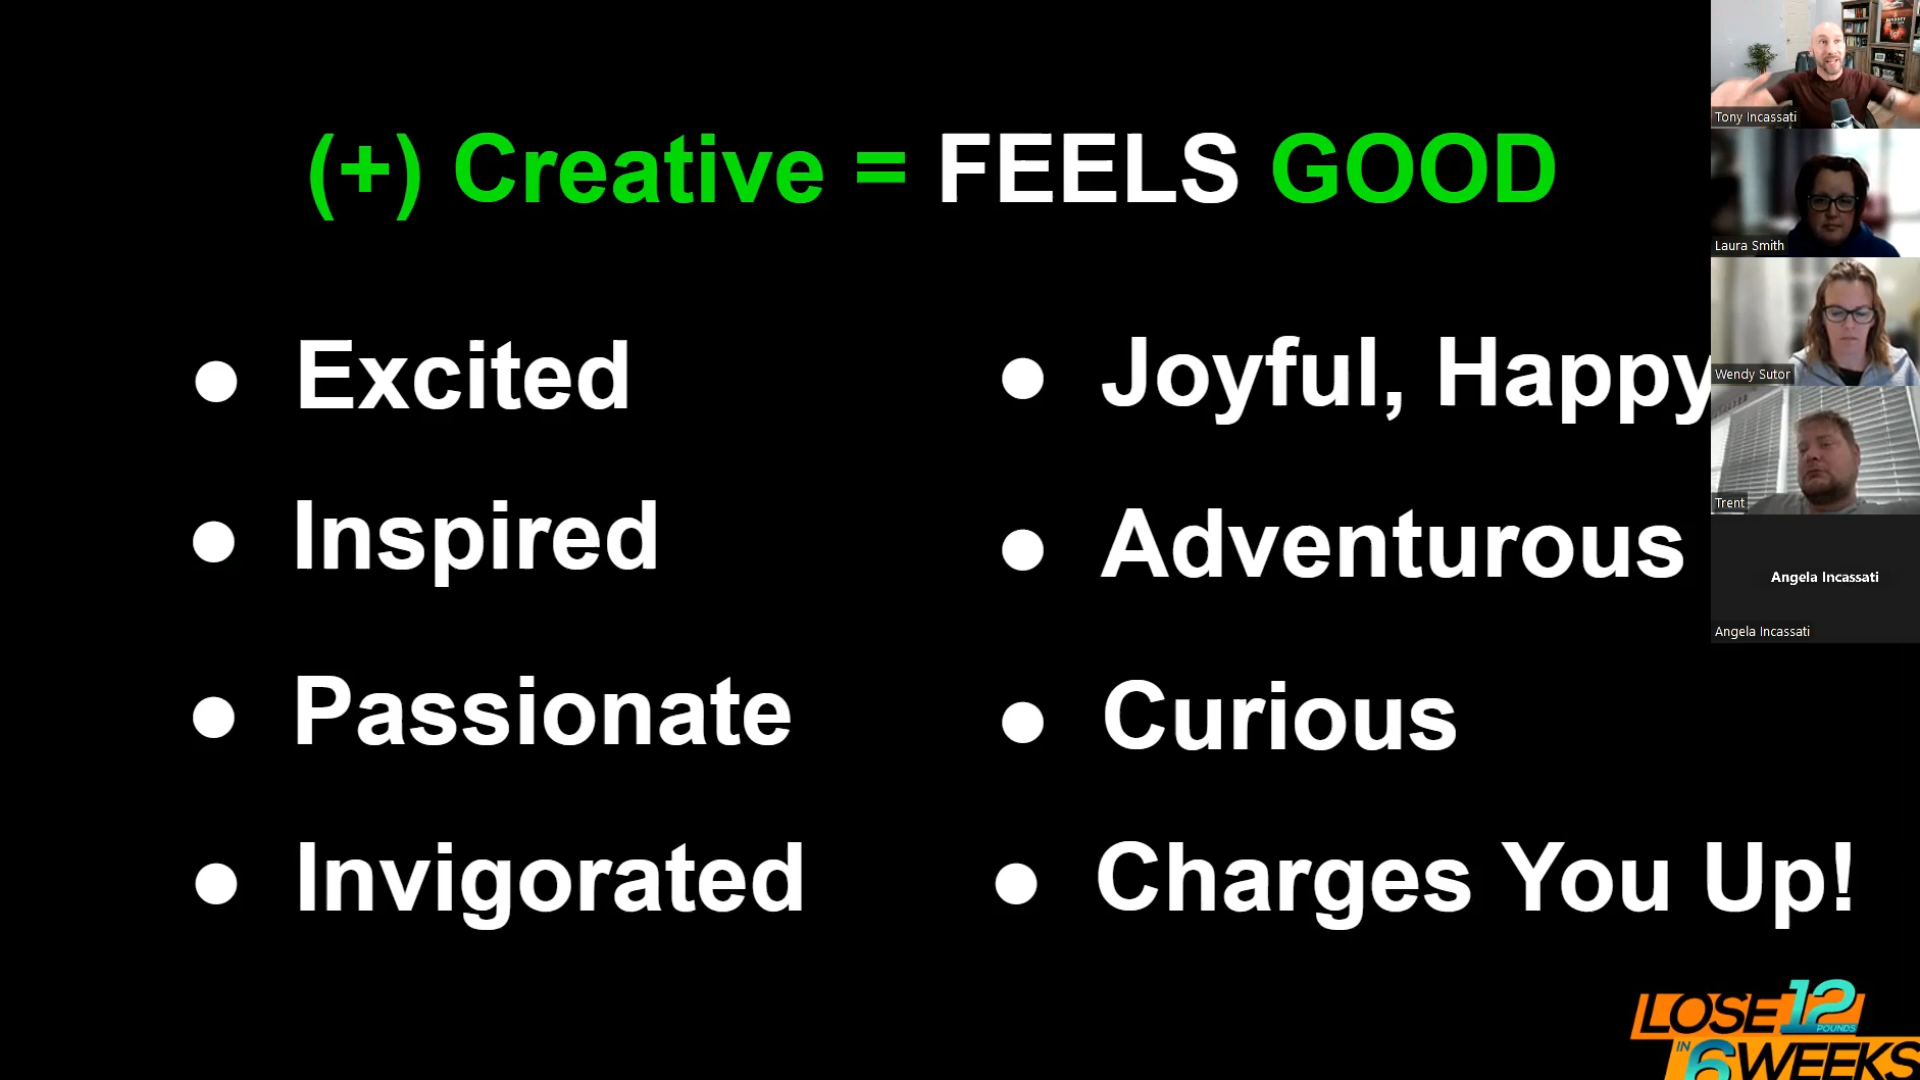 (+) Creative = FEELS GOOD
● Excited
● Inspired
● Passionate
● Invigorated
● Joyful, Happy
● Adventurous
● Curious
● Charges You Up!
Tony Incassati
Laura Smith
Wendy Sutor
Trent
Angela Incassati
Angela Incassati
LOSE 12
POUNDS
IN 6 WEEKS